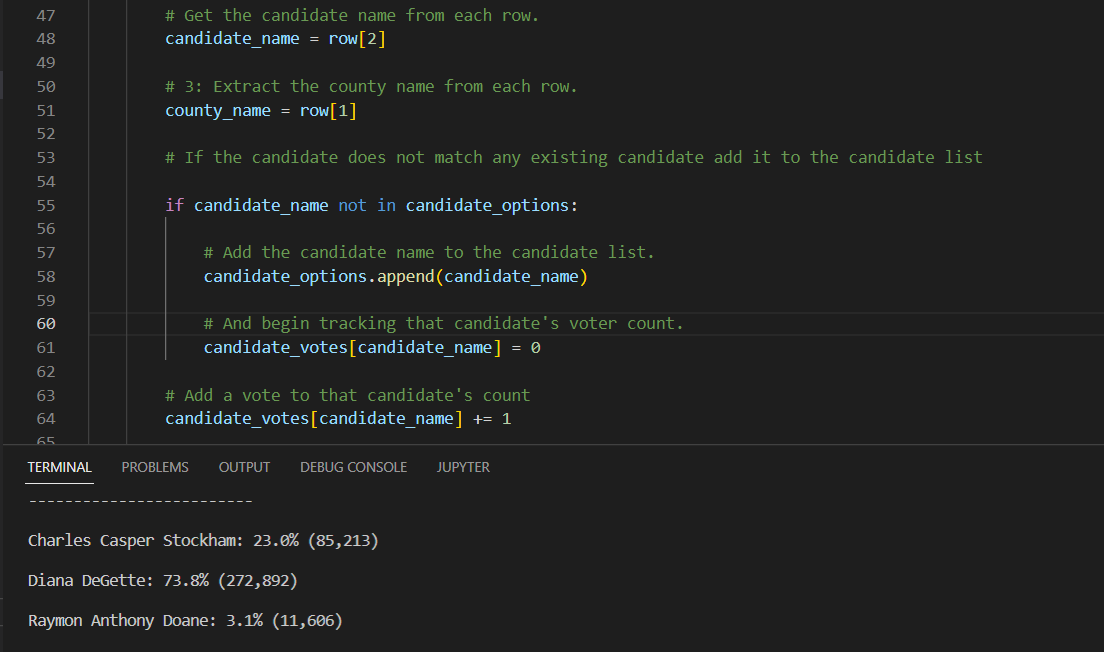 47 # Get the candidate name from each row.
48 candidate_name = row[2]
49
50 # 3: Extract the county name from each row.
51 county_name = row[1]
52
53 # If the candidate does not match any existing candidate add it to the candidate list
54
55 if candidate_name not in candidate_options:
56
57 # Add the candidate name to the candidate list.
58 candidate_options.append(candidate_name)
59
60 # And begin tracking that candidate's voter count.
61 candidate_votes[candidate_name] = 0
62
63 # Add a vote to that candidate's count
64 candidate_votes[candidate_name] += 1
65
TERMINAL PROBLEMS OUTPUT DEBUG CONSOLE JUPYTER
-------------------------
Charles Casper Stockham: 23.0% (85,213)
Diana DeGette: 73.8% (272,892)
Raymon Anthony Doane: 3.1% (11,606)